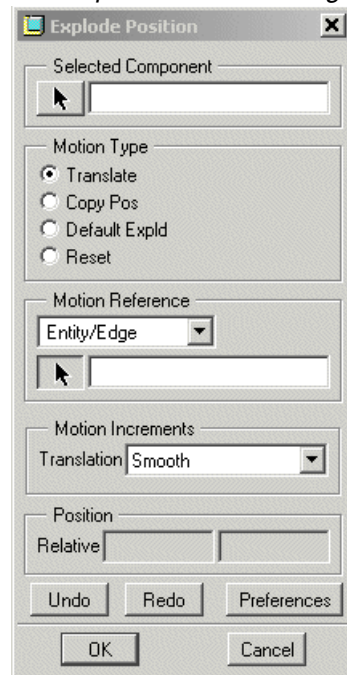 Explode Position
Selected Component
Motion Type
Translate
Copy Pos
Default Expld
Reset
Motion Reference
Entity/Edge
Motion Increments
Translation Smooth
Position
Relative
Undo Redo Preferences
OK Cancel